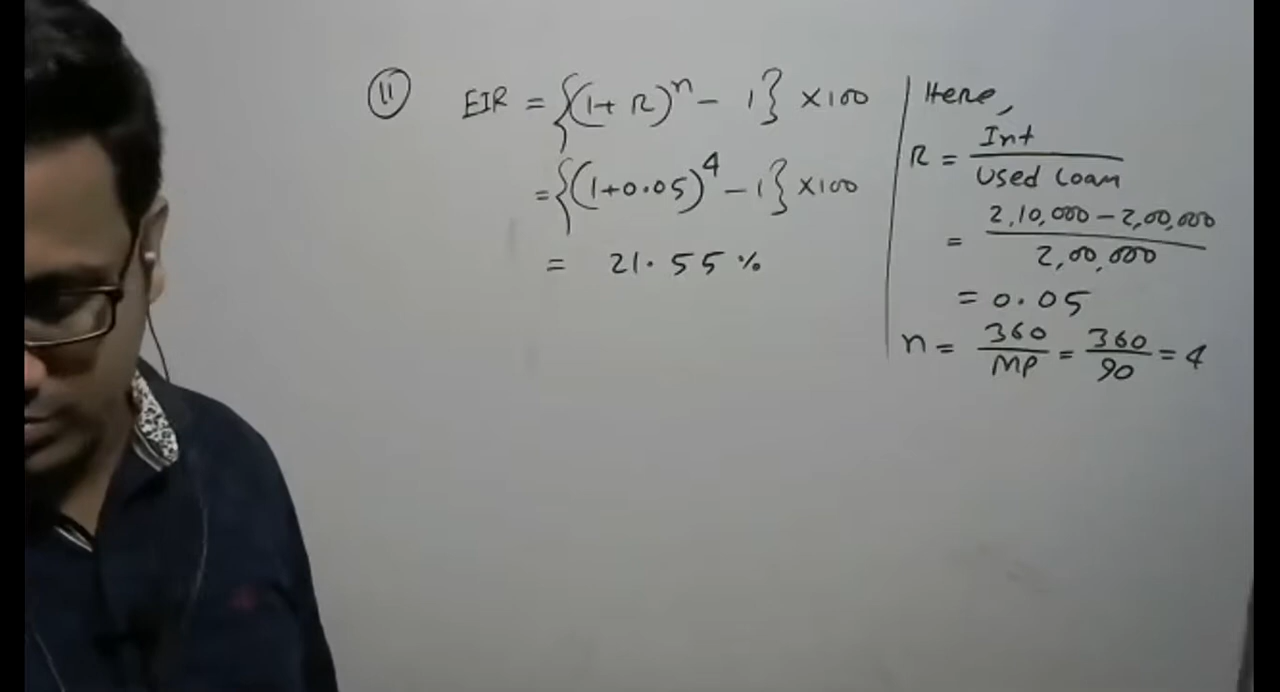 (11) EIR = {(1+R)^n - 1} ×100
= {(1+0.05)^4 - 1} ×100
= 21.55%
Here,
R = Int / Used Loan
= 2,10,000 - 2,00,000 / 2,00,000
= 0.05
n = 360/MP = 360/90 = 4